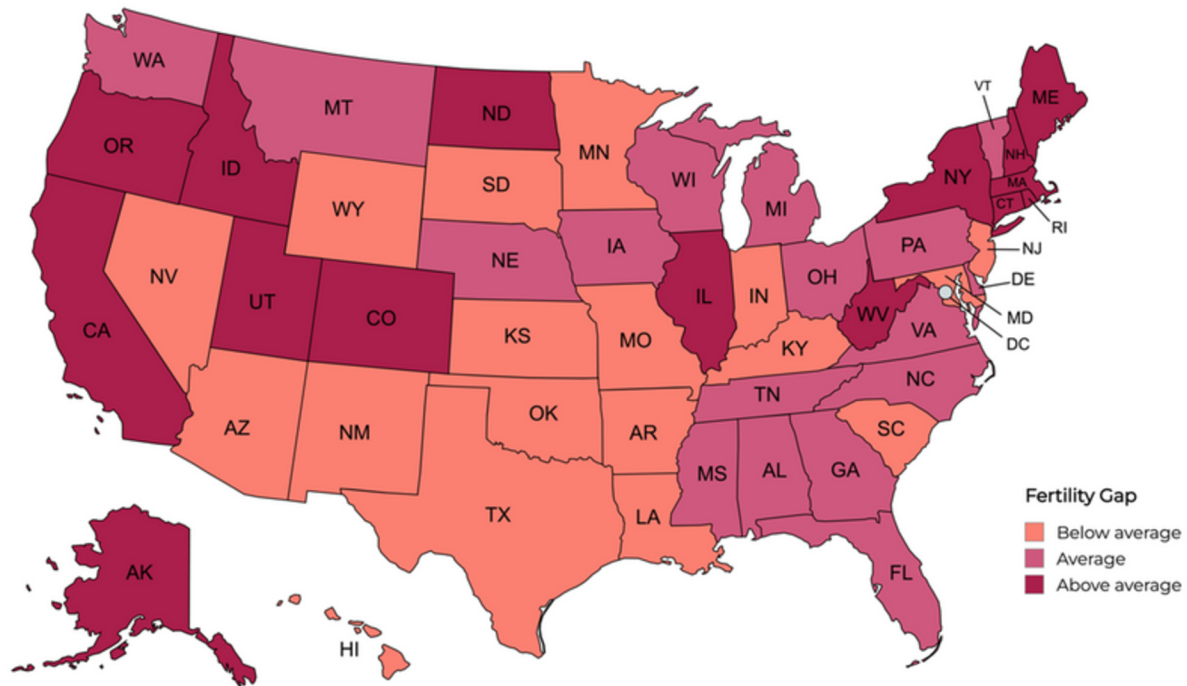 WA
MT
ND
MN
VT
ME
OR
ID
SD
WI
NH
NY
MA
WY
MI
CT
RI
NE
IA
PA
NJ
NV
OH
DE
UT
CO
IL
IN
WV
MD
CA
KS
MO
VA
DC
KY
NC
TN
AZ
NM
OK
AR
SC
MS
AL
GA
TX
LA
Fertility Gap
Below average
Average
Above average
AK
FL
HI